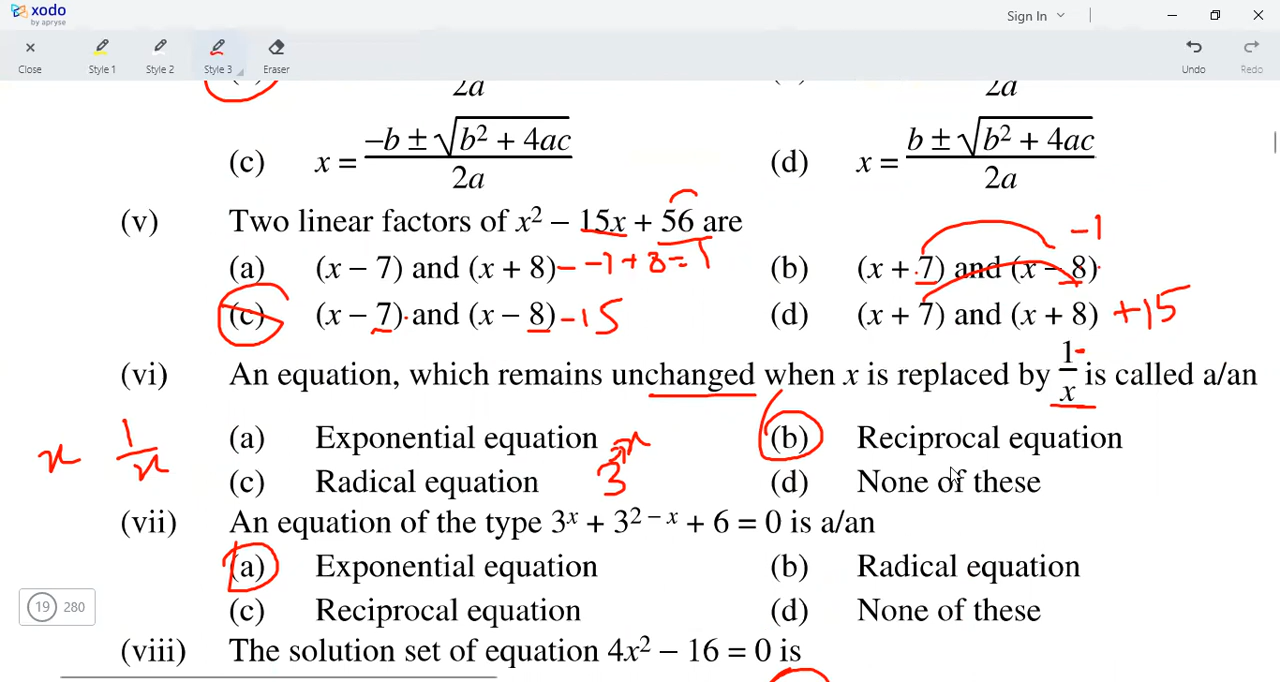 xodo
by apryse
Sign In
Close Style 1 Style 2 Style 3 Eraser Undo Redo
2a 2a
(c) x = (−b ± √(b² + 4ac)) / 2a (d) x = (b ± √(b² + 4ac)) / 2a
(v) Two linear factors of x² − 15x + 56 are
−1
(a) (x − 7) and (x + 8) − −7+8=1 (b) (x + 7) and (x − 8)
(c) (x − 7) and (x − 8) −15 (d) (x + 7) and (x + 8) +15
(vi) An equation, which remains unchanged when x is replaced by 1/x is called a/an
x 1/x (a) Exponential equation (b) Reciprocal equation
(c) Radical equation 3^x (d) None of these
(vii) An equation of the type 3ˣ + 3²⁻ˣ + 6 = 0 is a/an
(a) Exponential equation (b) Radical equation
19 280 (c) Reciprocal equation (d) None of these
(viii) The solution set of equation 4x² − 16 = 0 is